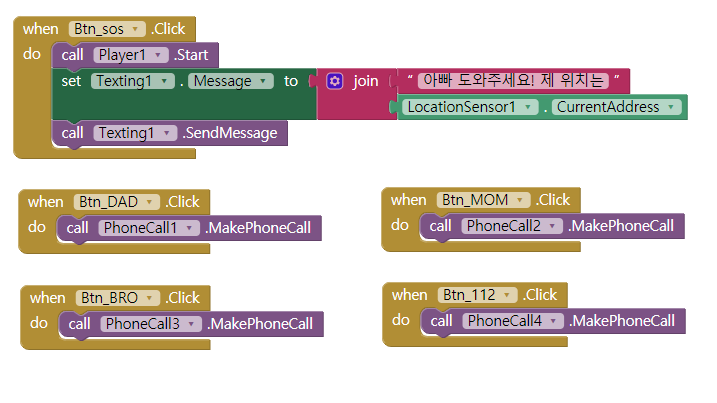 when Btn_sos .Click
do call Player1 .Start
set Texting1 . Message to join " 아빠 도와주세요! 제 위치는 "
LocationSensor1 . CurrentAddress
call Texting1 .SendMessage
when Btn_DAD .Click
do call PhoneCall1 .MakePhoneCall
when Btn_MOM .Click
do call PhoneCall2 .MakePhoneCall
when Btn_BRO .Click
do call PhoneCall3 .MakePhoneCall
when Btn_112 .Click
do call PhoneCall4 .MakePhoneCall